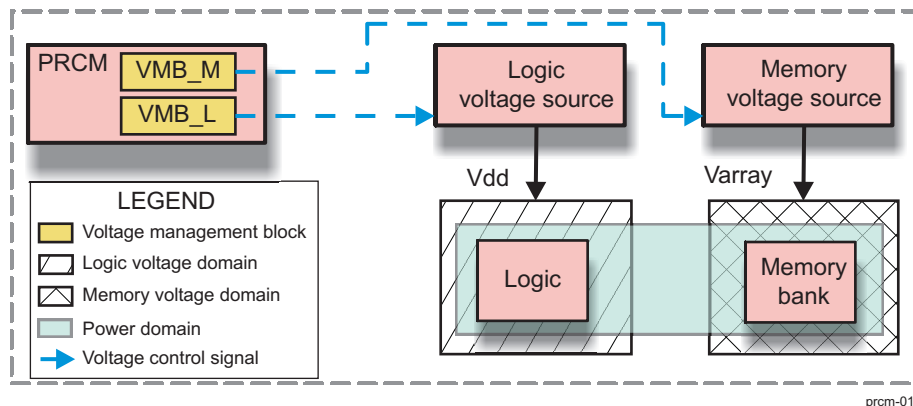 PRCM
VMB_M
VMB_L
Logic
voltage source
Memory
voltage source
Vdd
Varray
Logic
Memory
bank
LEGEND
Voltage management block
Logic voltage domain
Memory voltage domain
Power domain
Voltage control signal
prcm-01